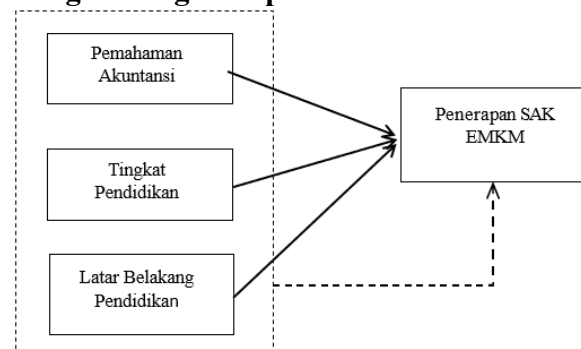 Pemahaman
Akuntansi
Penerapan SAK
EMKM
Tingkat
Pendidikan
Latar Belakang
Pendidikan